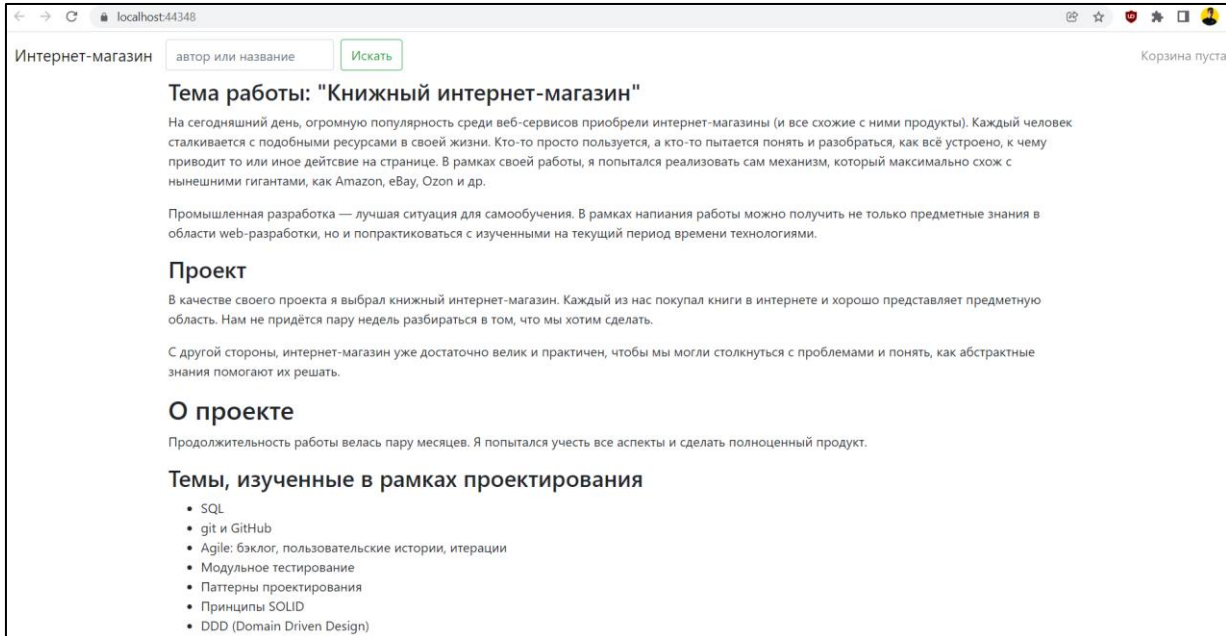 localhost:44348
Интернет-магазин автор или название Искать Корзина пуста
Тема работы: "Книжный интернет-магазин"
На сегодняшний день, огромную популярность среди веб-сервисов приобрели интернет-магазины (и все схожие с ними продукты). Каждый человек
сталкивается с подобными ресурсами в своей жизни. Кто-то просто пользуется, а кто-то пытается понять и разобраться, как всё устроено, к чему
приводит то или иное дейтсвие на странице. В рамках своей работы, я попытался реализовать сам механизм, который максимально схож с
нынешними гигантами, как Amazon, eBay, Ozon и др.
Промышленная разработка — лучшая ситуация для самообучения. В рамках напиания работы можно получить не только предметные знания в
области web-разработки, но и попрактиковаться с изученными на текущий период времени технологиями.
Проект
В качестве своего проекта я выбрал книжный интернет-магазин. Каждый из нас покупал книги в интернете и хорошо представляет предметную
область. Нам не придётся пару недель разбираться в том, что мы хотим сделать.
С другой стороны, интернет-магазин уже достаточно велик и практичен, чтобы мы могли столкнуться с проблемами и понять, как абстрактные
знания помогают их решать.
О проекте
Продолжительность работы велась пару месяцев. Я попытался учесть все аспекты и сделать полноценный продукт.
Темы, изученные в рамках проектирования
• SQL
• git и GitHub
• Agile: бэклог, пользовательские истории, итерации
• Модульное тестирование
• Паттерны проектирования
• Принципы SOLID
• DDD (Domain Driven Design)